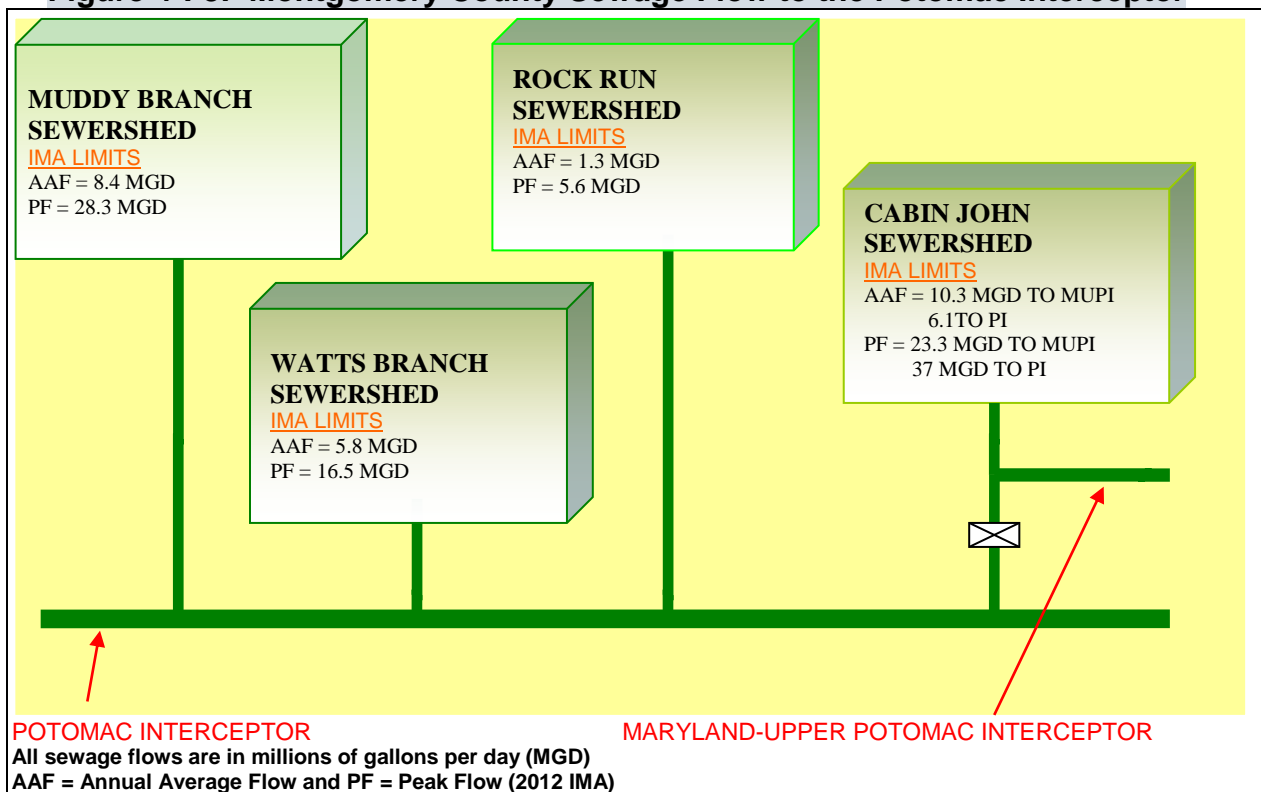 MUDDY BRANCH
SEWERSHED
IMA LIMITS
AAF = 8.4 MGD
PF = 28.3 MGD
ROCK RUN
SEWERSHED
IMA LIMITS
AAF = 1.3 MGD
PF = 5.6 MGD
CABIN JOHN
SEWERSHED
IMA LIMITS
AAF = 10.3 MGD TO MUPI
6.1TO PI
PF = 23.3 MGD TO MUPI
37 MGD TO PI
WATTS BRANCH
SEWERSHED
IMA LIMITS
AAF = 5.8 MGD
PF = 16.5 MGD
POTOMAC INTERCEPTOR
MARYLAND-UPPER POTOMAC INTERCEPTOR
All sewage flows are in millions of gallons per day (MGD)
AAF = Annual Average Flow and PF = Peak Flow (2012 IMA)